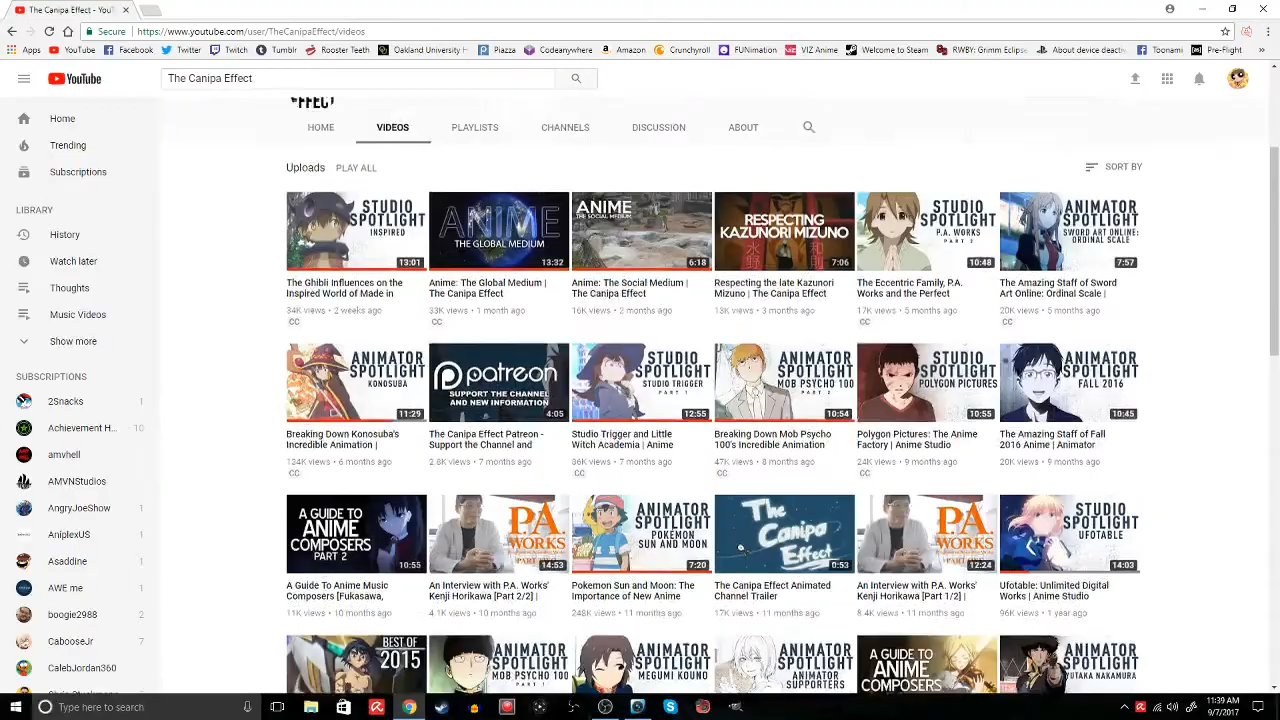 The Canipa Effect - YouT
Secure https://www.youtube.com/user/TheCanipaEffect/videos
Apps YouTube Facebook Twitter Twitch Tumblr Rooster Teeth Oakland University Piazza Codeanywhere Amazon Crunchyroll FUNimation VIZ Anime Welcome to Steam RWBY: Grimm Eclipse About cience deactiv Toonami Pre-Flight
YouTube
The Canipa Effect
HOME VIDEOS PLAYLISTS CHANNELS DISCUSSION ABOUT
Home
Trending
Subscriptions
LIBRARY
History
Watch later
Thoughts
Music Videos
Show more
SUBSCRIPTIONS
2Snacks 1
Achievement H... 10
amvhell
AMVNStudios
AngryJoeShow 1
AniplexUS 1
Asaddine 1
AWE me 1
boogie2988 2
CabooseJr 7
CalebJordan360
Uploads PLAY ALL
SORT BY
STUDIO
SPOTLIGHT
INSPIRED
13:01
ANIME
THE GLOBAL MEDIUM
13:32
ANIME
THE SOCIAL MEDIUM
6:18
RESPECTING
KAZUNORI MIZUNO
水野 和則
7:06
STUDIO
SPOTLIGHT
P.A. WORKS
PART 2
10:48
ANIMATOR
SPOTLIGHT
SWORD ART ONLINE:
ORDINAL SCALE
7:57
The Ghibli Influences on the
Inspired World of Made in
34K views • 2 weeks ago
CC
Anime: The Global Medium |
The Canipa Effect
33K views • 1 month ago
CC
Anime: The Social Medium |
The Canipa Effect
16K views • 2 months ago
Respecting the late Kazunori
Mizuno | The Canipa Effect
13K views • 3 months ago
The Eccentric Family, P.A.
Works and the Perfect
17K views • 5 months ago
CC
The Amazing Staff of Sword
Art Online: Ordinal Scale |
20K views • 5 months ago
CC
ANIMATOR
SPOTLIGHT
KONOSUBA
11:29
patreon
SUPPORT THE CHANNEL
AND NEW INFORMATION
4:05
STUDIO
SPOTLIGHT
STUDIO TRIGGER
PART 1
12:55
ANIMATOR
SPOTLIGHT
MOB PSYCHO 100
PART 2
10:54
STUDIO
SPOTLIGHT
POLYGON PICTURES
10:55
ANIMATOR
SPOTLIGHT
FALL 2016
10:45
Breaking Down Konosuba's
Incredible Animation |
134K views • 6 months ago
CC
The Canipa Effect Patreon -
Support the Channel and
2.8K views • 7 months ago
Studio Trigger and Little
Witch Academia | Anime
86K views • 7 months ago
CC
Breaking Down Mob Psycho
100's Incredible Animation
47K views • 8 months ago
CC
Polygon Pictures: The Anime
Factory | Anime Studio
24K views • 9 months ago
The Amazing Staff of Fall
2016 Anime | Animator
20K views • 9 months ago
A GUIDE TO
ANIME
COMPOSERS
PART 2
10:55
P.A.
WORKS
14:53
ANIMATOR
SPOTLIGHT
POKEMON
SUN AND MOON
7:20
The
Canipa
Effect
0:53
P.A.
WORKS
12:24
STUDIO
SPOTLIGHT
UFOTABLE
14:03
A Guide To Anime Music
Composers [Fukasawa,
11K views • 10 months ago
An Interview with P.A. Works'
Kenji Horikawa [Part 2/2] |
4.1K views • 10 months ago
Pokemon Sun and Moon: The
Importance of New Anime
248K views • 11 months ago
The Canipa Effect Animated
Channel Trailer
17K views • 11 months ago
An Interview with P.A. Works'
Kenji Horikawa [Part 1/2] |
8.4K views • 11 months ago
Ufotable: Unlimited Digital
Works | Anime Studio
96K views • 1 year ago
BEST OF
2015
ANIMATOR
SPOTLIGHT
MOB PSYCHO 100
ANIMATOR
SPOTLIGHT
MEGUMI KOUNO
ANIMATOR
SPOTLIGHT
ANIMATOR
SUPPORTERS
A GUIDE TO
ANIME
COMPOSERS
ANIMATOR
SPOTLIGHT
YUTAKA NAKAMURA
Type here to search
11:39 AM
9/7/2017